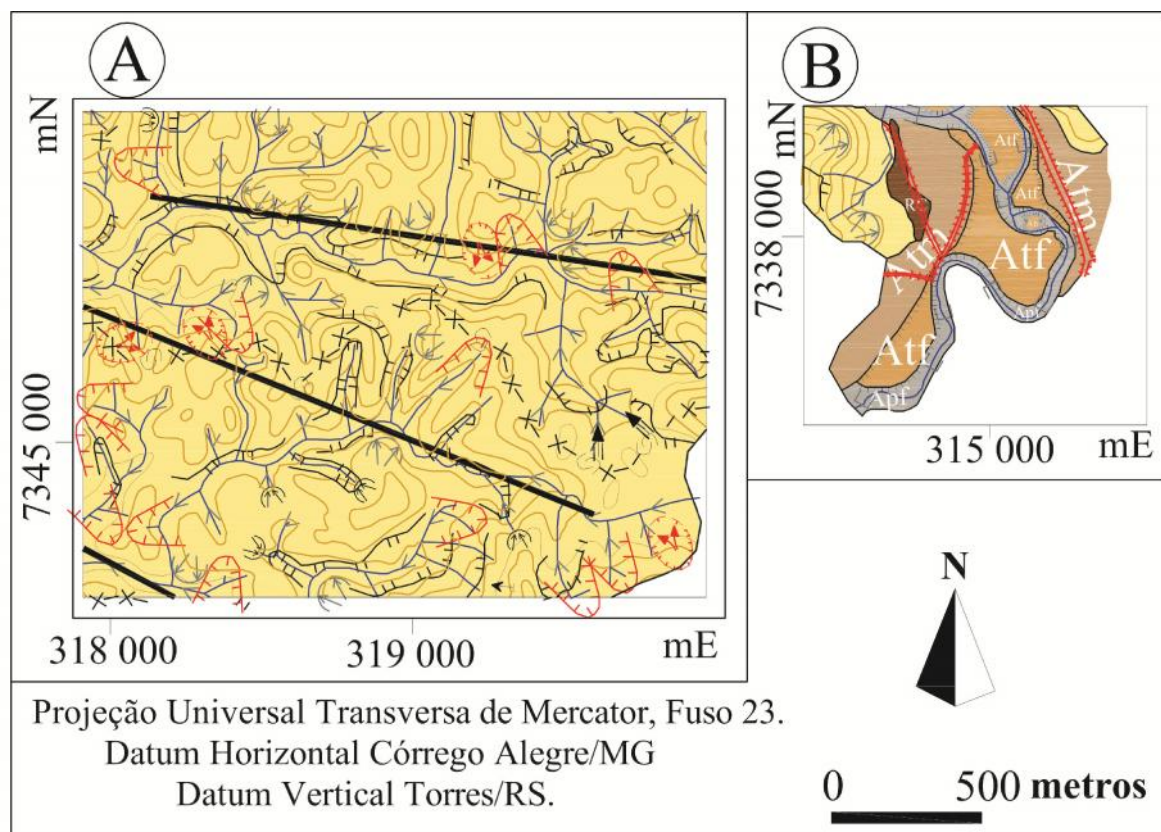 A
mN
7345 000
318 000
319 000
mE
B
mN
7338 000
Atf
Atf
Atm
Atf
Atf
Apf
315 000
mE
N
Projeção Universal Transversa de Mercator, Fuso 23.
Datum Horizontal Córrego Alegre/MG
Datum Vertical Torres/RS.
0 500 metros